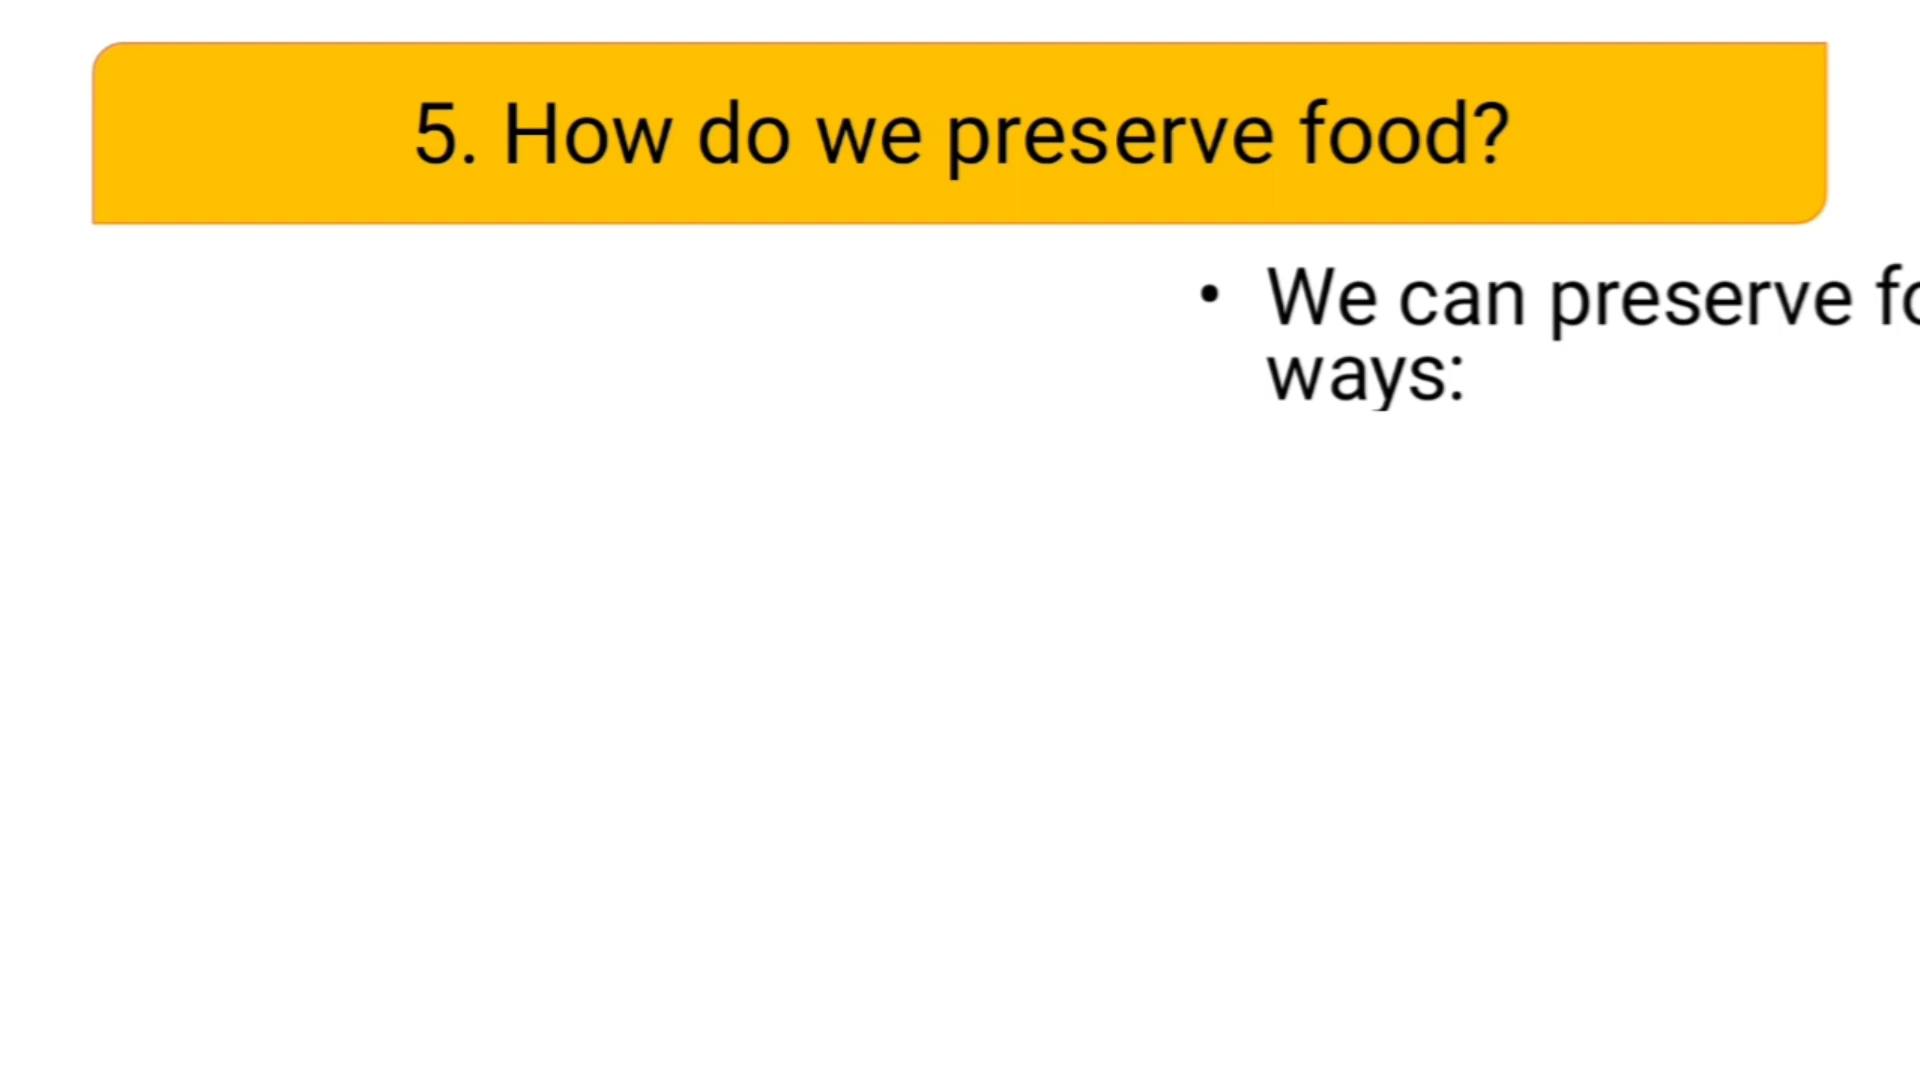 5. How do we preserve food?
• We can preserve
ways: